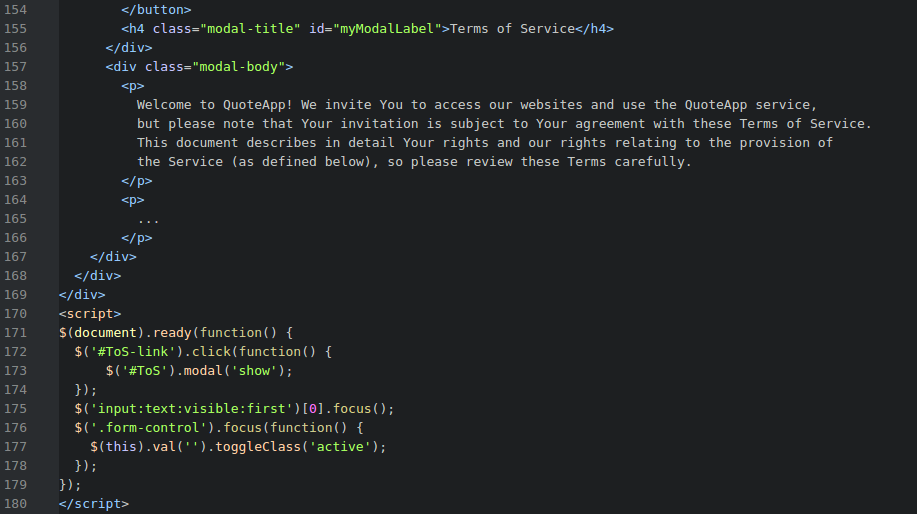 154            </button>
155            <h4 class="modal-title" id="myModalLabel">Terms of Service</h4>
156          </div>
157          <div class="modal-body">
158            <p>
159              Welcome to QuoteApp! We invite You to access our websites and use the QuoteApp service,
160              but please note that Your invitation is subject to Your agreement with these Terms of Service.
161              This document describes in detail Your rights and our rights relating to the provision of
162              the Service (as defined below), so please review these Terms carefully.
163            </p>
164            <p>
165              ...
166            </p>
167        </div>
168      </div>
169    </div>
170    <script>
171    $(document).ready(function() {
172      $('#ToS-link').click(function() {
173          $('#ToS').modal('show');
174      });
175      $('input:text:visible:first')[0].focus();
176      $('.form-control').focus(function() {
177        $(this).val('').toggleClass('active');
178      });
179    });
180    </script>